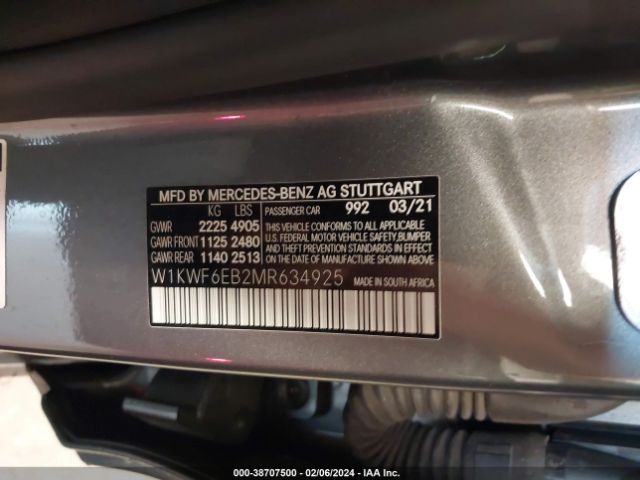 MFD BY MERCEDES-BENZ AG STUTTGART
KG LBS PASSENGER CAR 992 03/21
GVWR 2225 4905 THIS VEHICLE CONFORMS TO ALL APPLICABLE
GAWR FRONT 1125 2480 U.S. FEDERAL MOTOR VEHICLE SAFETY,BUMPER
GAWR REAR 1140 2513 AND THEFT PREVENTION STANDARDS IN EFFECT
ON THE DATE OF MANUFACTURE SHOWN ABOVE.
W1KWF6EB2MR634925 MADE IN SOUTH AFRICA
000-38707500 - 02/06/2024 - IAA Inc.